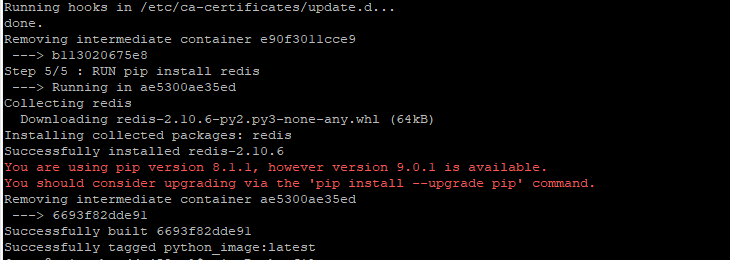 Running hooks in /etc/ca-certificates/update.d...
done.
Removing intermediate container e90f3011cce9
---> b113020675e8
Step 5/5 : RUN pip install redis
---> Running in ae5300ae35ed
Collecting redis
Downloading redis-2.10.6-py2.py3-none-any.whl (64kB)
Installing collected packages: redis
Successfully installed redis-2.10.6
You are using pip version 8.1.1, however version 9.0.1 is available.
You should consider upgrading via the 'pip install --upgrade pip' command.
Removing intermediate container ae5300ae35ed
---> 6693f82dde91
Successfully built 6693f82dde91
Successfully tagged python_image:latest